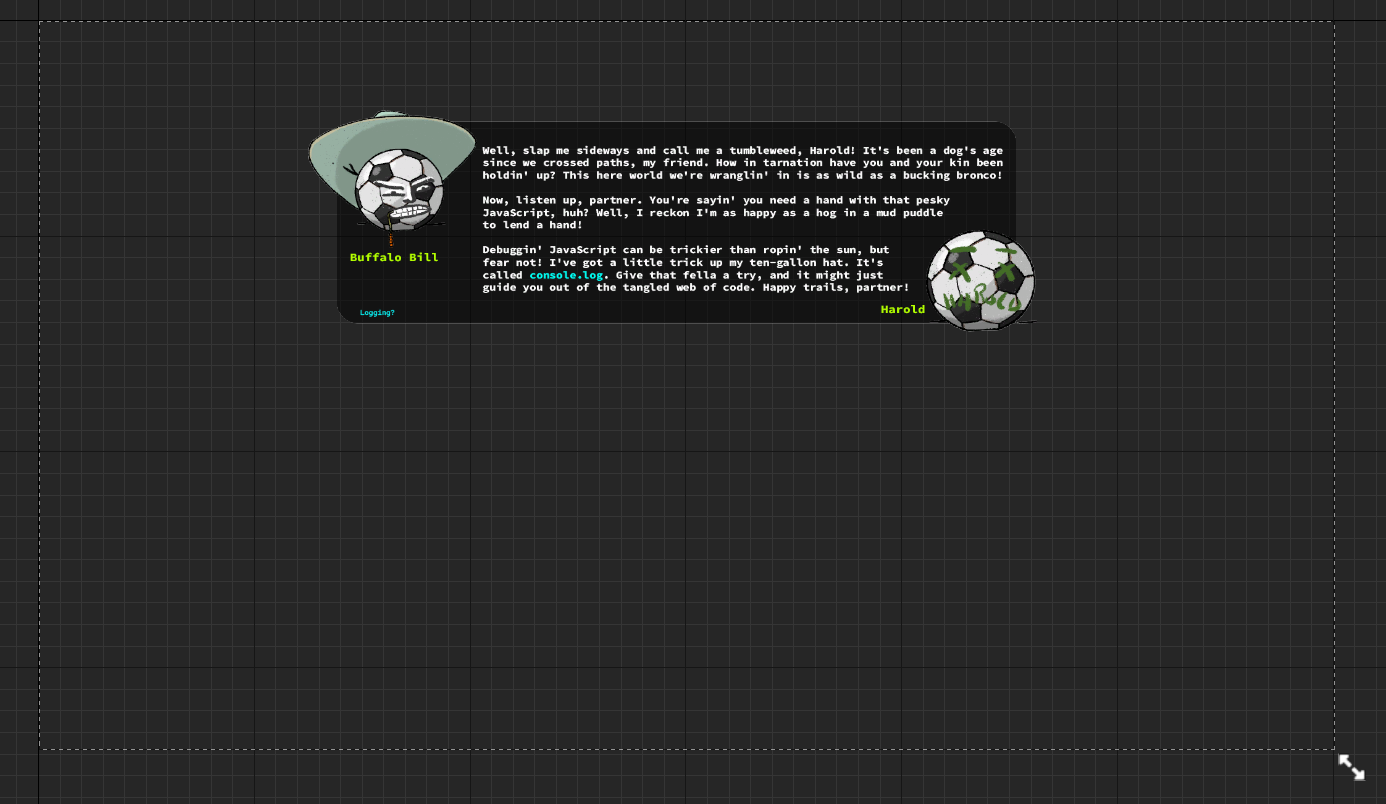 Well, slap me sideways and call me a tumbleweed, Harold! It's been a dog's age
since we crossed paths, my friend. How in tarnation have you and your kin been
holdin' up? This here world we're wranglin' in is as wild as a bucking bronco!
Now, listen up, partner. You're sayin' you need a hand with that pesky
JavaScript, huh? Well, I reckon I'm as happy as a hog in a mud puddle
to lend a hand!
Debuggin' JavaScript can be trickier than ropin' the sun, but
fear not! I've got a little trick up my ten-gallon hat. It's
called console.log. Give that fella a try, and it might just
guide you out of the tangled web of code. Happy trails, partner!
Buffalo Bill
Logging?
HAROLD
Harold